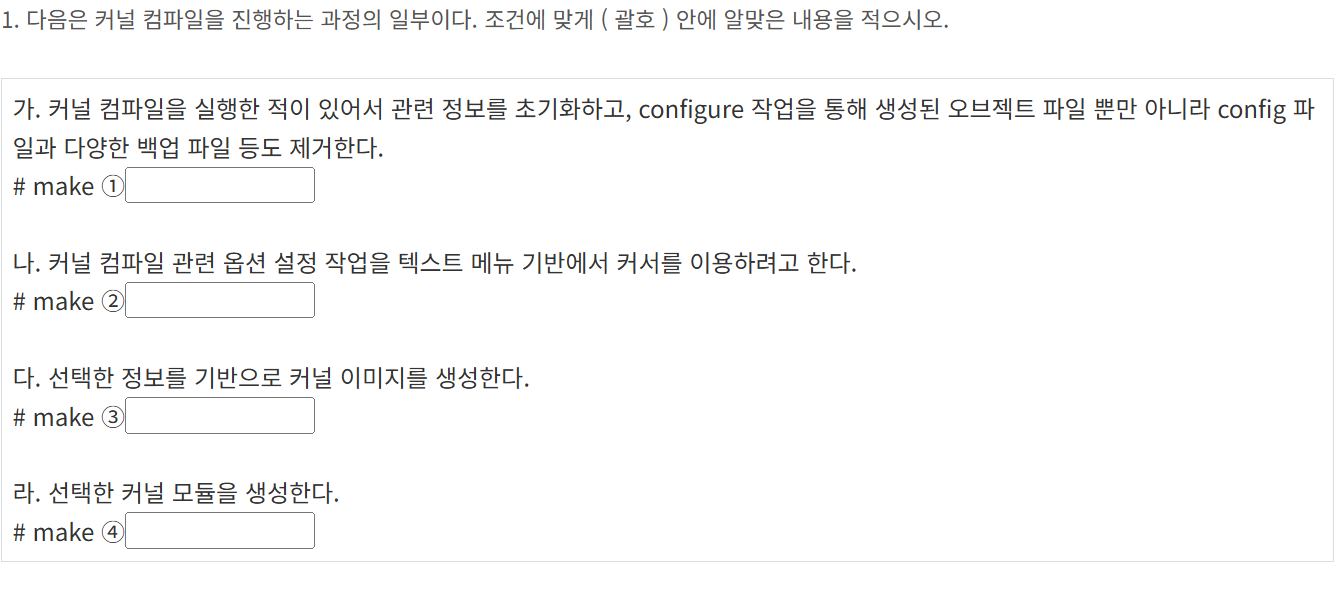 1. 다음은 커널 컴파일을 진행하는 과정의 일부이다. 조건에 맞게 ( 괄호 ) 안에 알맞은 내용을 적으시오.
가. 커널 컴파일을 실행한 적이 있어서 관련 정보를 초기화하고, configure 작업을 통해 생성된 오브젝트 파일 뿐만 아니라 config 파
일과 다양한 백업 파일 등도 제거한다.
# make ①
나. 커널 컴파일 관련 옵션 설정 작업을 텍스트 메뉴 기반에서 커서를 이용하려고 한다.
# make ②
다. 선택한 정보를 기반으로 커널 이미지를 생성한다.
# make ③
라. 선택한 커널 모듈을 생성한다.
# make ④